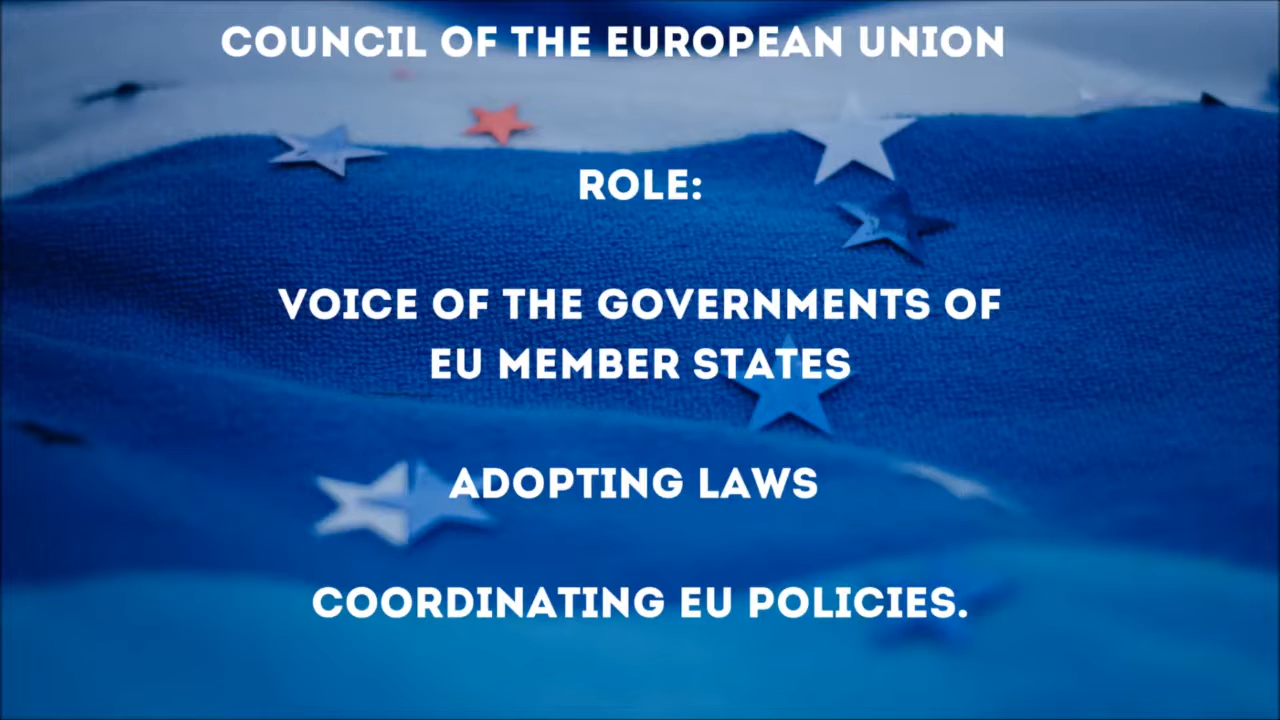 COUNCIL OF THE EUROPEAN UNION
ROLE:
VOICE OF THE GOVERNMENTS OF
EU MEMBER STATES
ADOPTING LAWS
COORDINATING EU POLICIES.